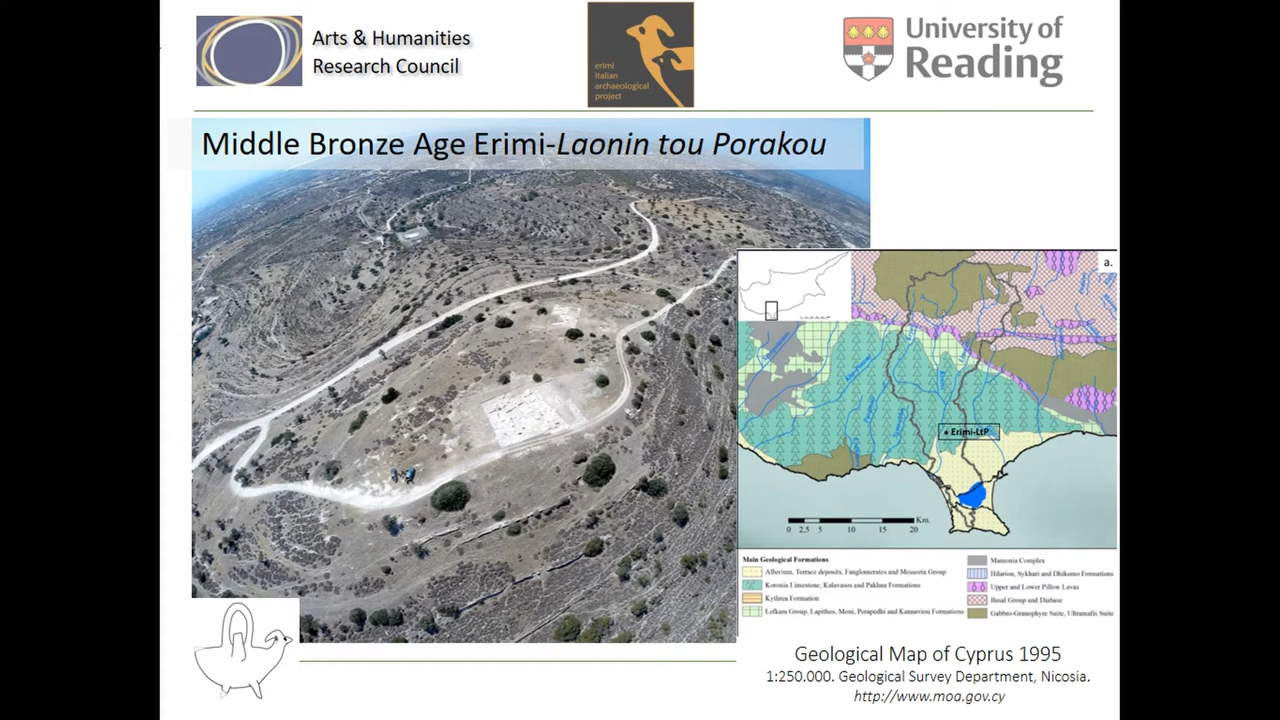 Arts & Humanities
Research Council
erimi
italian
archaeological
project
University of
Reading
Middle Bronze Age Erimi-Laonin tou Porakou
a.
Erimi-LtP
Km.
0 2,5 5 10 15 20
Main Geological Formations
Alluvium, Terrace deposits, Fanglomerates and Mesaoria Group
Koronia Limestone, Kalavasos and Pakhna Formations
Kythrea Formation
Lefkara Group, Lapithos, Moni, Perapedhi and Kannaviou Formations
Mamonia Complex
Hilarion, Sykhari and Dhikomo Formations
Upper and Lower Pillow Lavas
Basal Group and Diabase
Gabbro-Granophyre Suite, Ultramafis Suite
Geological Map of Cyprus 1995
1:250.000. Geological Survey Department, Nicosia.
http://www.moa.gov.cy